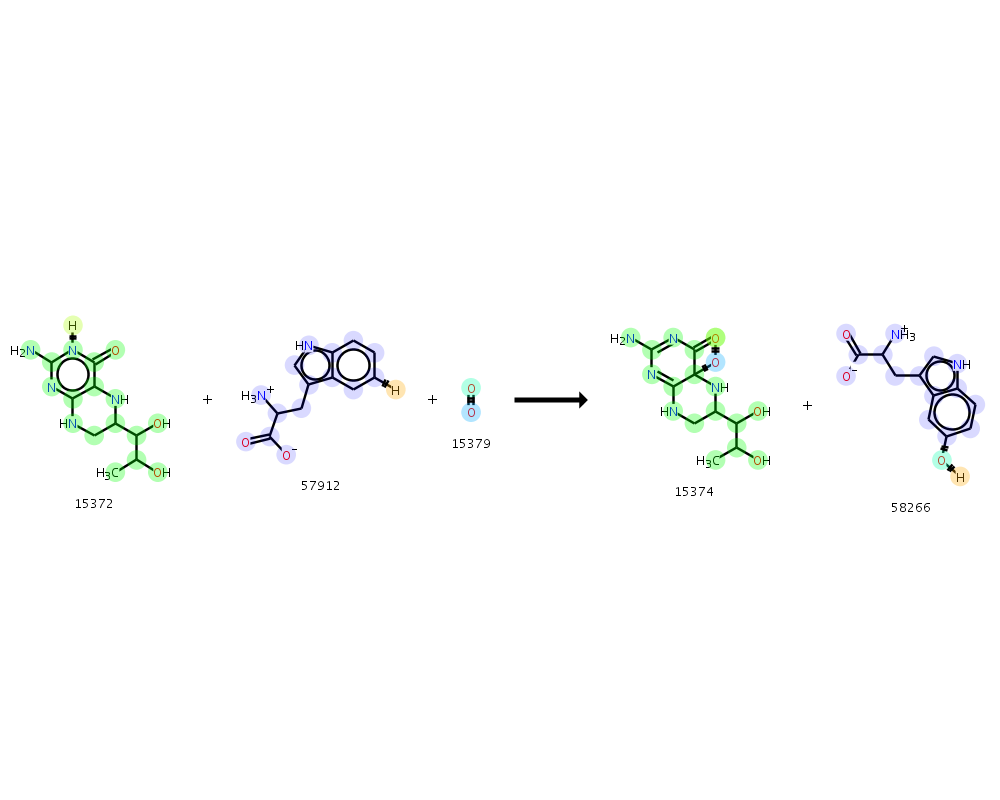 H
H₂N N O
N NH
HN OH
H₃C OH
15372
+
HN
H
H₃N⁺
O O⁻
57912
+
O
O
15379
H₂N N O
O
N NH
HN OH
H₃C OH
15374
+
O NH₃⁺
O⁻ NH
O
H
58266